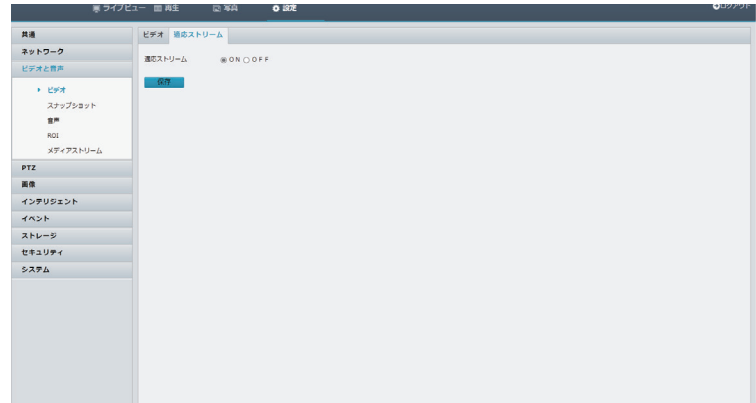 ライブビュー 再生 写真 設定 ログアウト
共通
ネットワーク
ビデオと音声
ビデオ
スナップショット
音声
ROI
メディアストリーム
PTZ
画像
インテリジェント
イベント
ストレージ
セキュリティ
システム
ビデオ 適応ストリーム
適応ストリーム ON OFF
保存